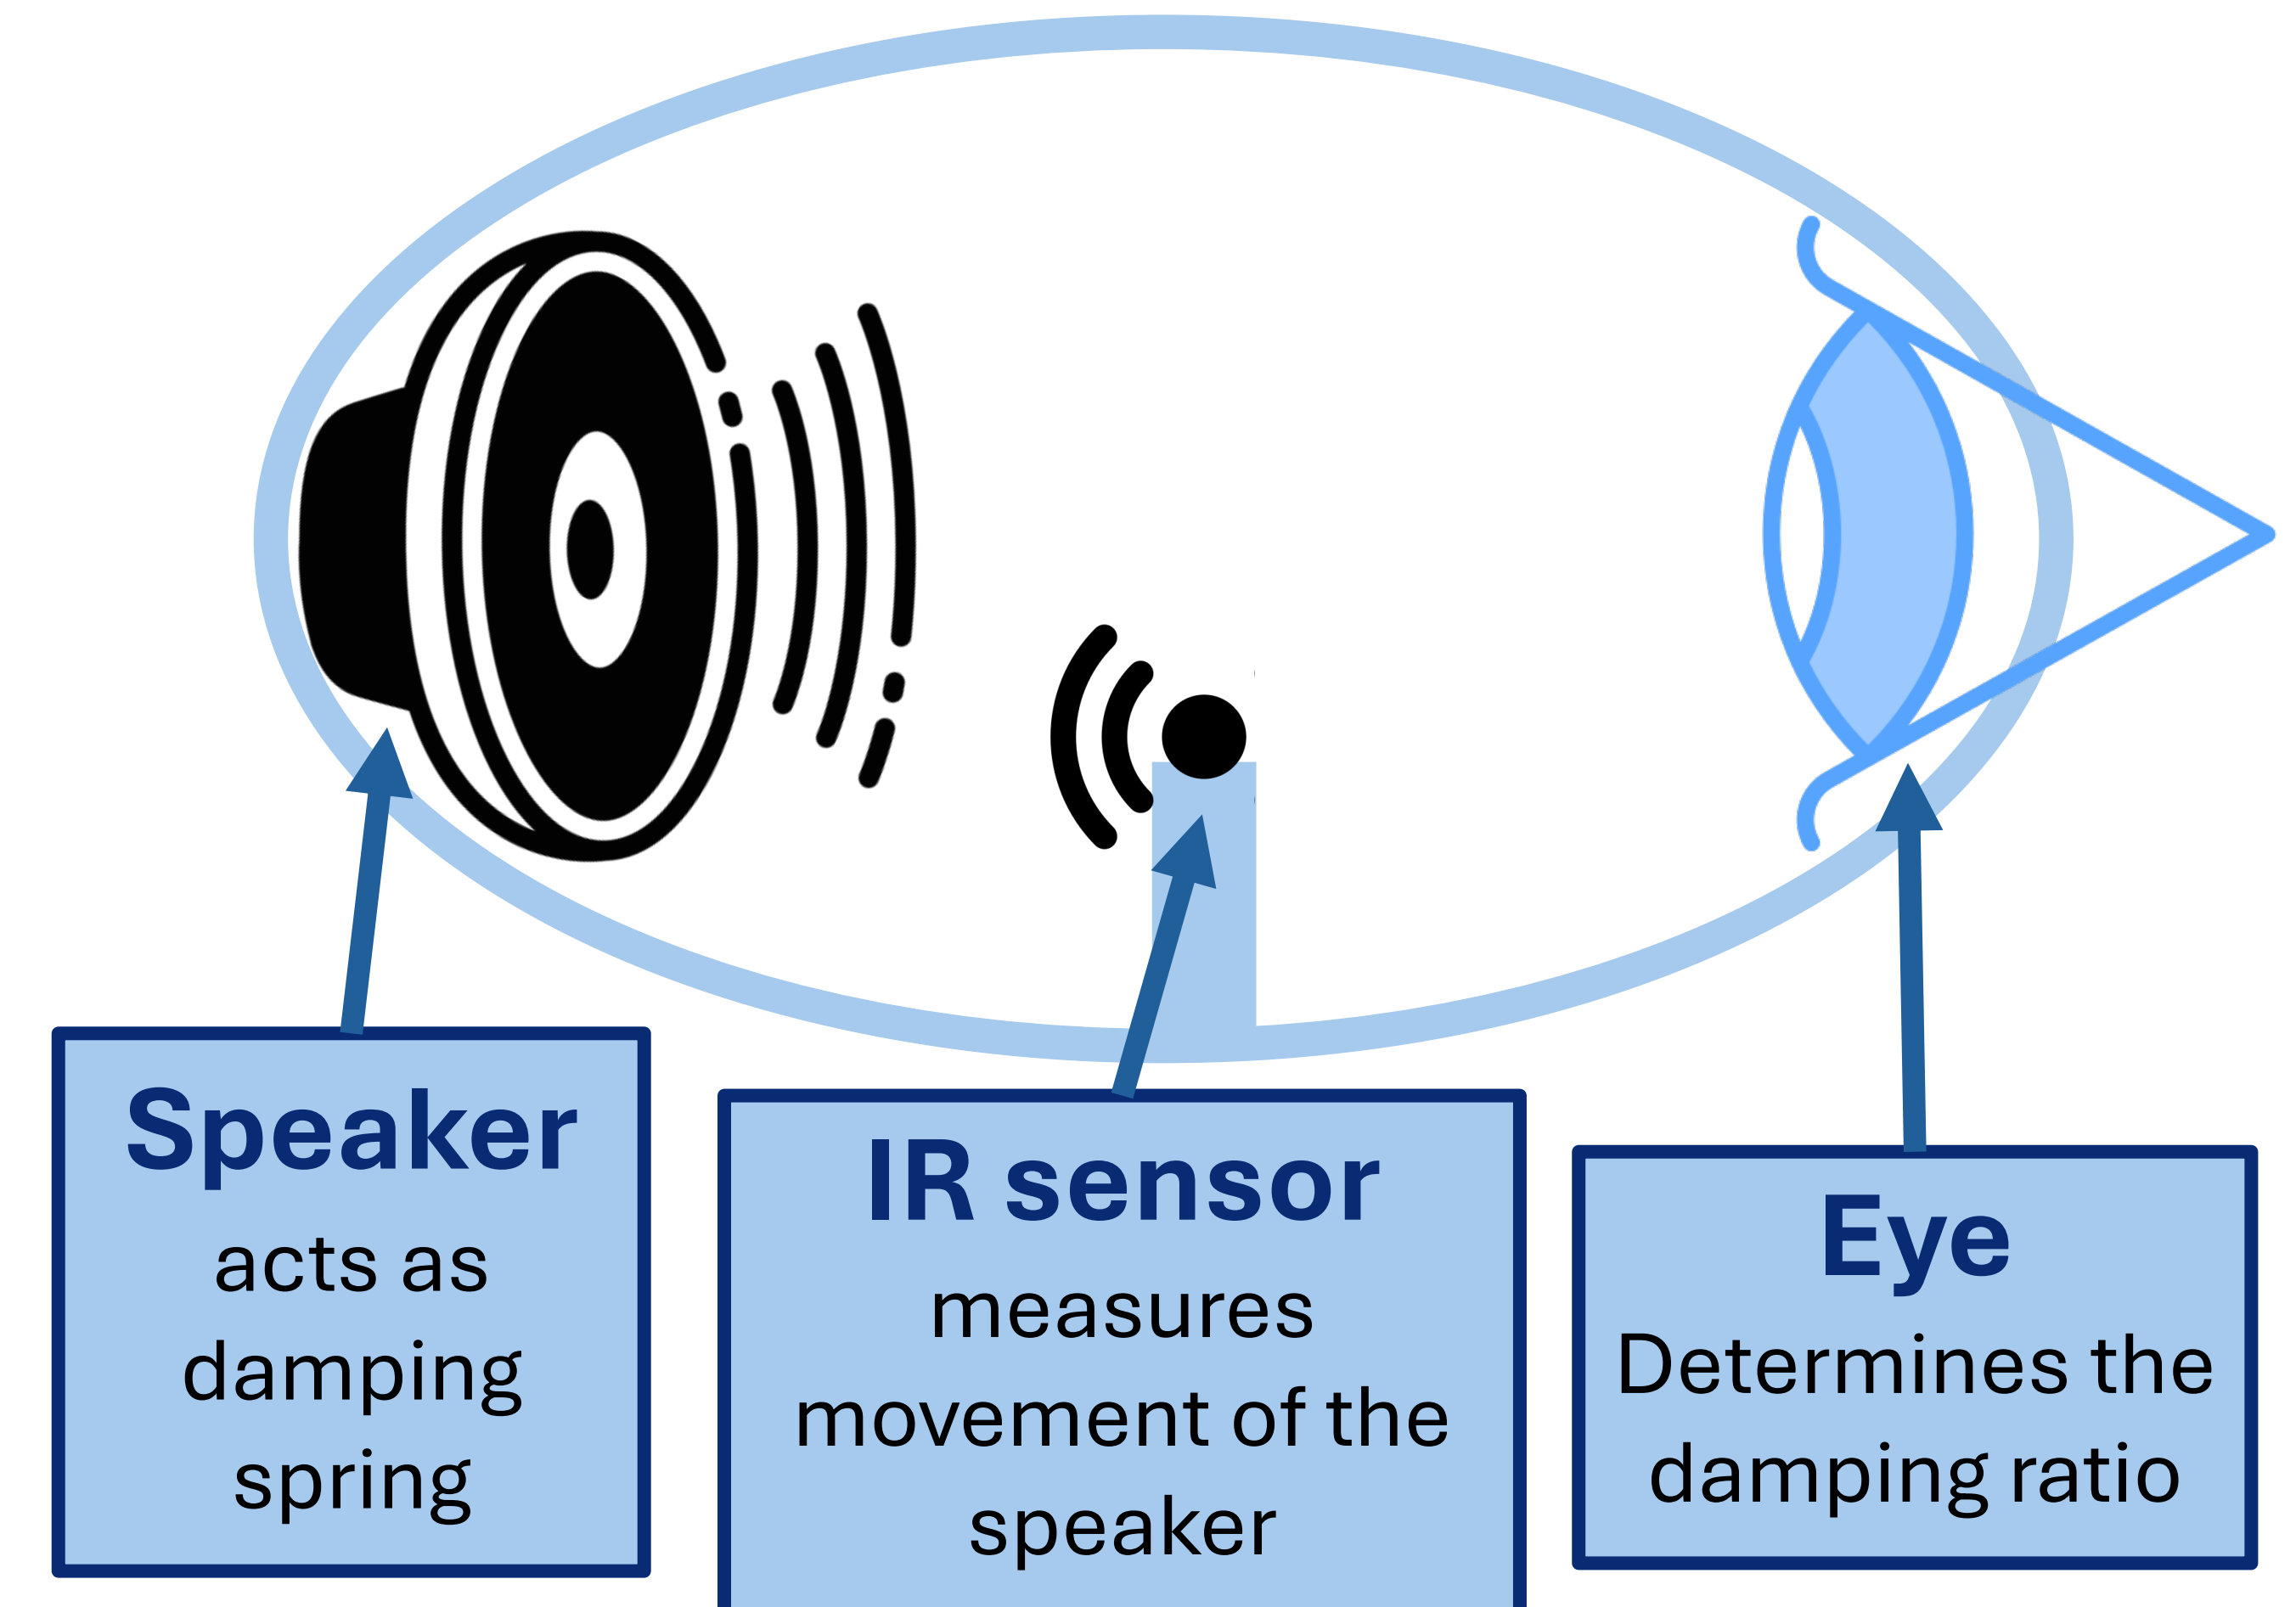 Speaker
acts as
damping
spring
IR sensor
measures
movement of the
speaker
Eye
Determines the
damping ratio